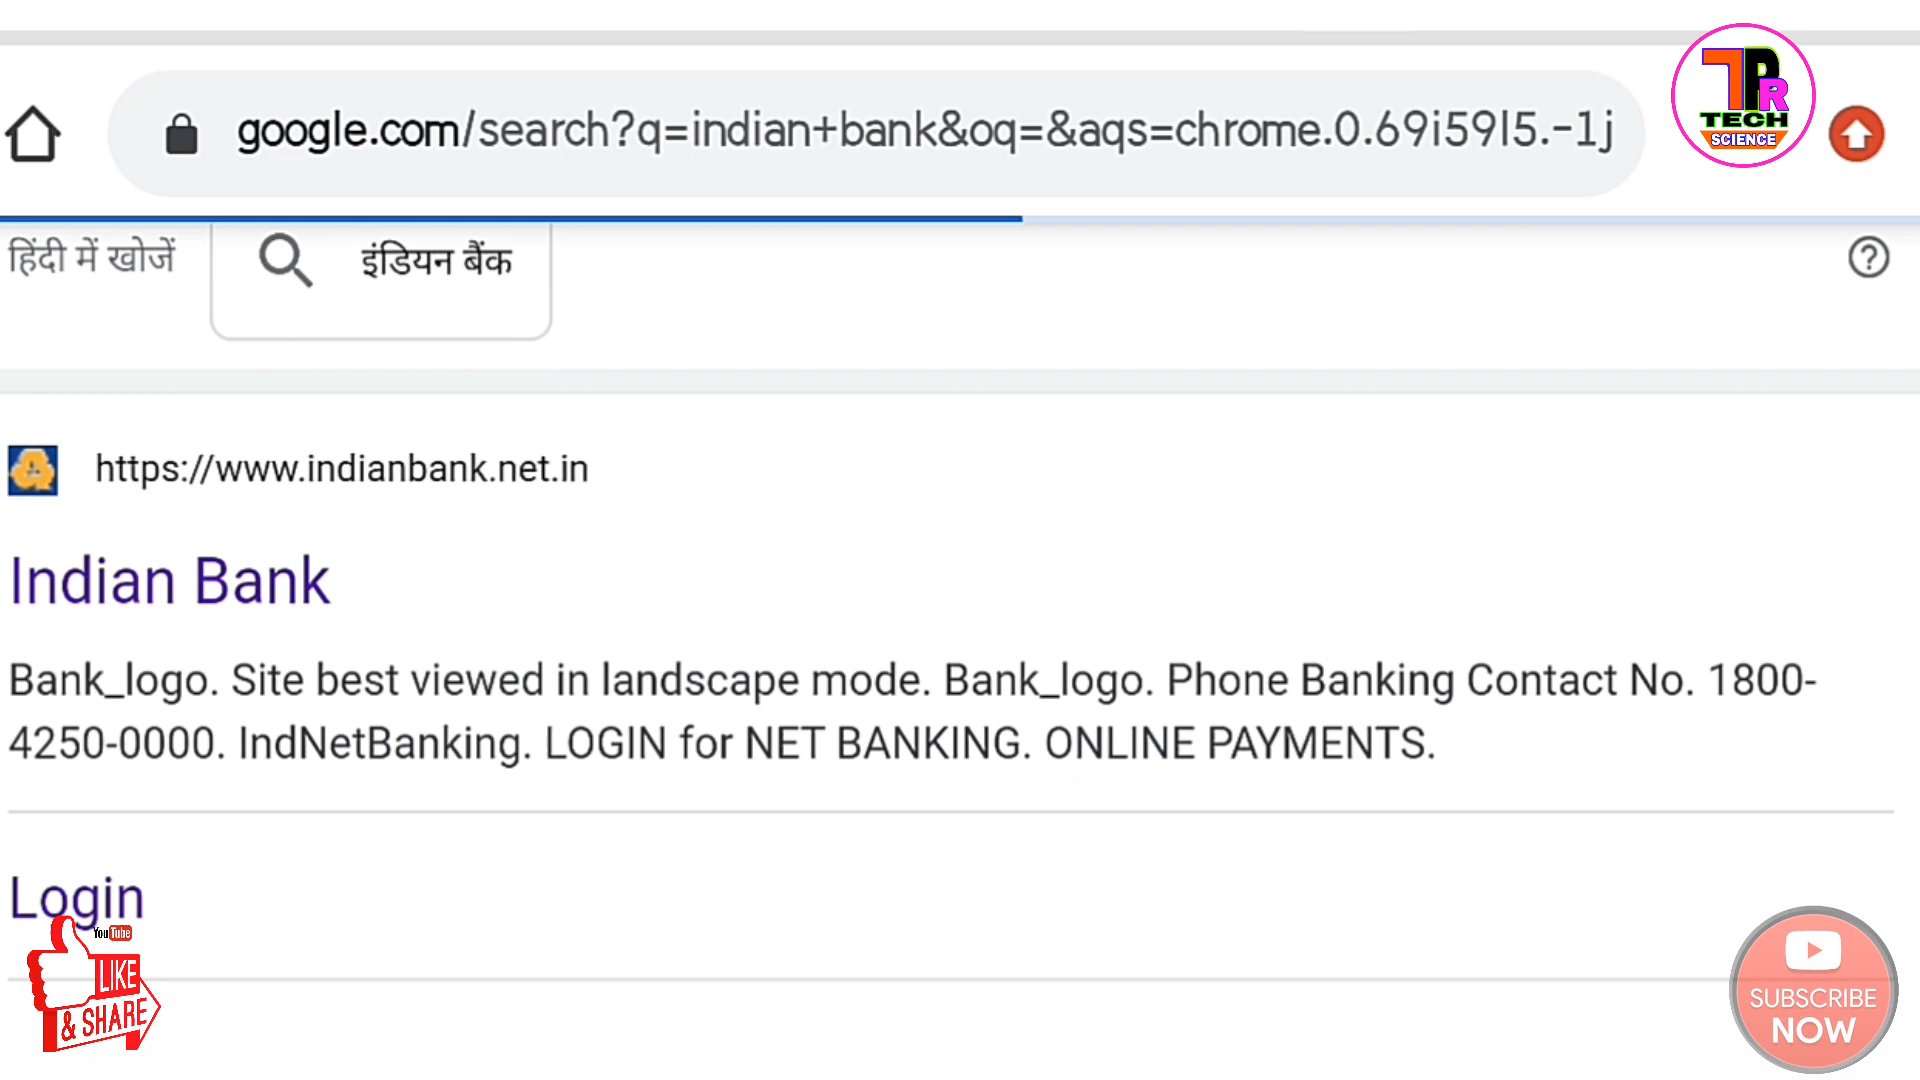 google.com/search?q=indian+bank&oq=&aqs=chrome.0.69i59l5.-1j
TPR
TECH
SCIENCE
हिंदी में खोजें
इंडियन बैंक
https://www.indianbank.net.in
Indian Bank
Bank_logo. Site best viewed in landscape mode. Bank_logo. Phone Banking Contact No. 1800-
4250-0000. IndNetBanking. LOGIN for NET BANKING. ONLINE PAYMENTS.
Login
YouTube
LIKE
& SHARE
SUBSCRIBE
NOW